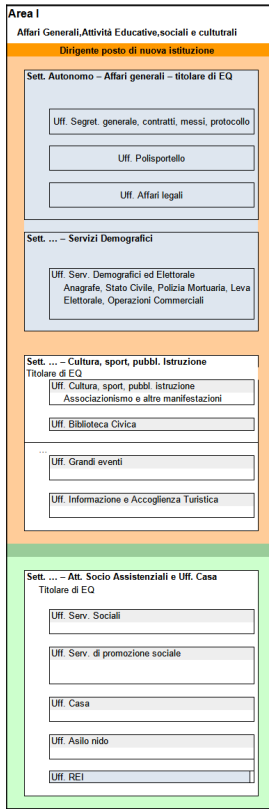 Area I
Affari Generali,Attività Educative,sociali e cultutrali
Dirigente posto di nuova istituzione
Sett. Autonomo – Affari generali – titolare di EQ
Uff. Segret. generale, contratti, messi, protocollo
Uff. Polisportello
Uff. Affari legali
Sett. ... – Servizi Demografici
Uff. Serv. Demografici ed Elettorale
Anagrafe, Stato Civile, Polizia Mortuaria, Leva
Elettorale, Operazioni Commerciali
Sett. ... – Cultura, sport, pubbl. Istruzione
Titolare di EQ
Uff. Cultura, sport, pubbl. istruzione
Associazionismo e altre manifestazioni
Uff. Biblioteca Civica
...
Uff. Grandi eventi
Uff. Informazione e Accoglienza Turistica
Sett. ... – Att. Socio Assistenziali e Uff. Casa
Titolare di EQ
Uff. Serv. Sociali
Uff. Serv. di promozione sociale
Uff. Casa
Uff. Asilo nido
Uff. REI